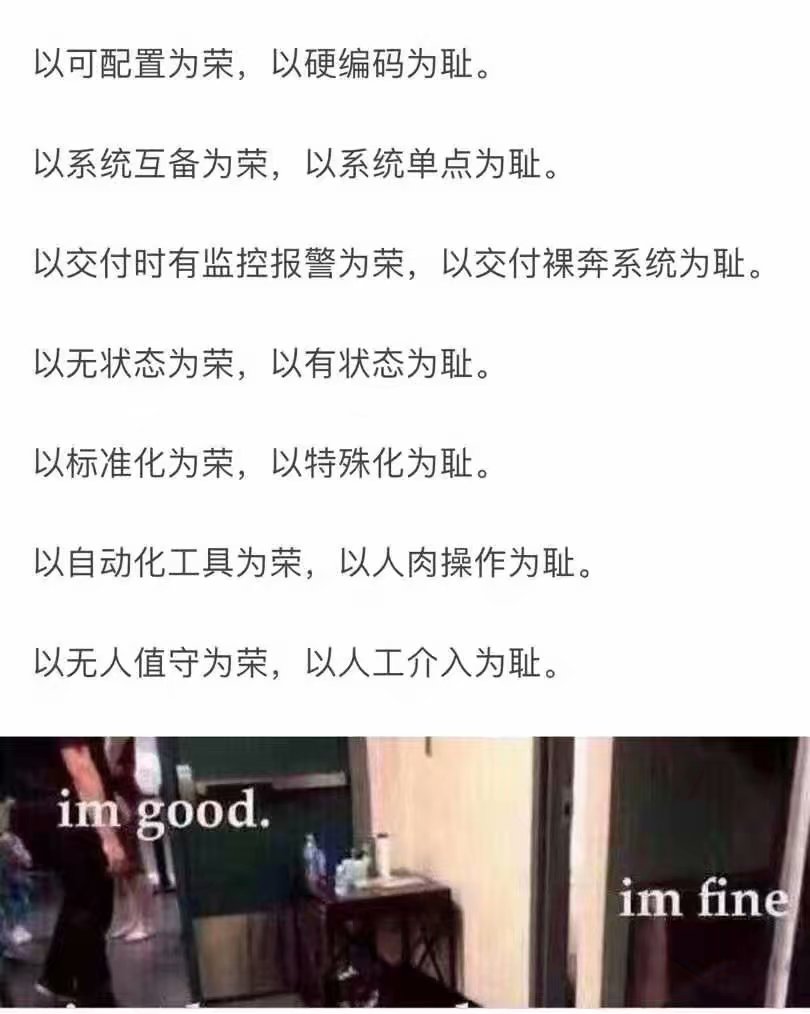 以可配置为荣，以硬编码为耻。
以系统互备为荣，以系统单点为耻。
以交付时有监控报警为荣，以交付裸奔系统为耻。
以无状态为荣，以有状态为耻。
以标准化为荣，以特殊化为耻。
以自动化工具为荣，以人肉操作为耻。
以无人值守为荣，以人工介入为耻。
im good.
im fine